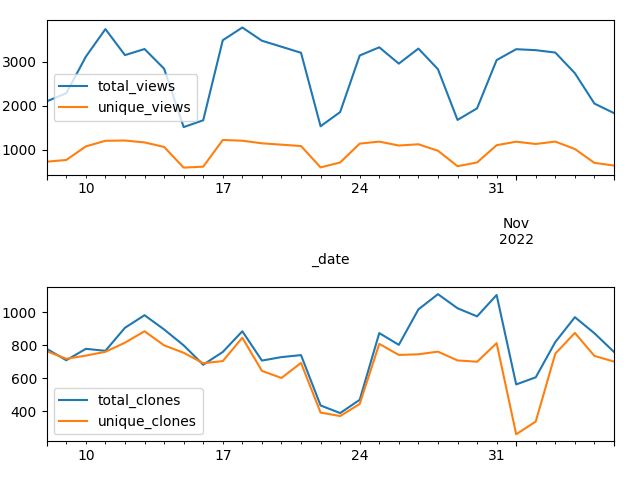 3000
2000
1000
total_views
unique_views
10
17
24
31
Nov
2022
_date
1000
800
600
400
total_clones
unique_clones
10
17
24
31